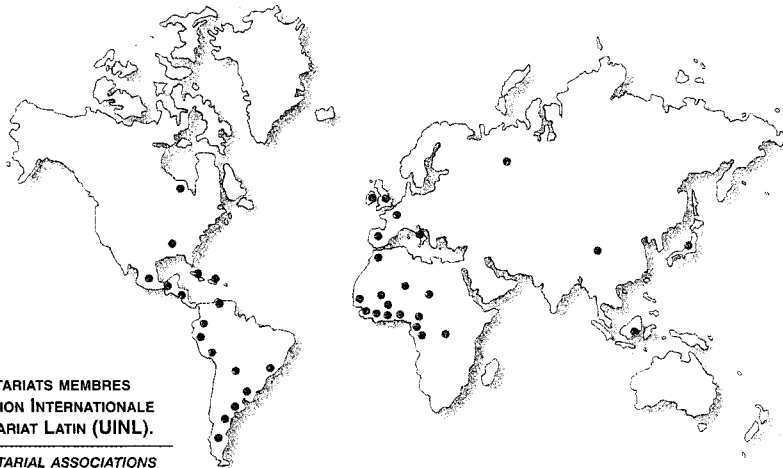 TARIATS MEMBRES
ION INTERNATIONALE
ARIAT LATIN (UINL).
TARIAL ASSOCIATIONS